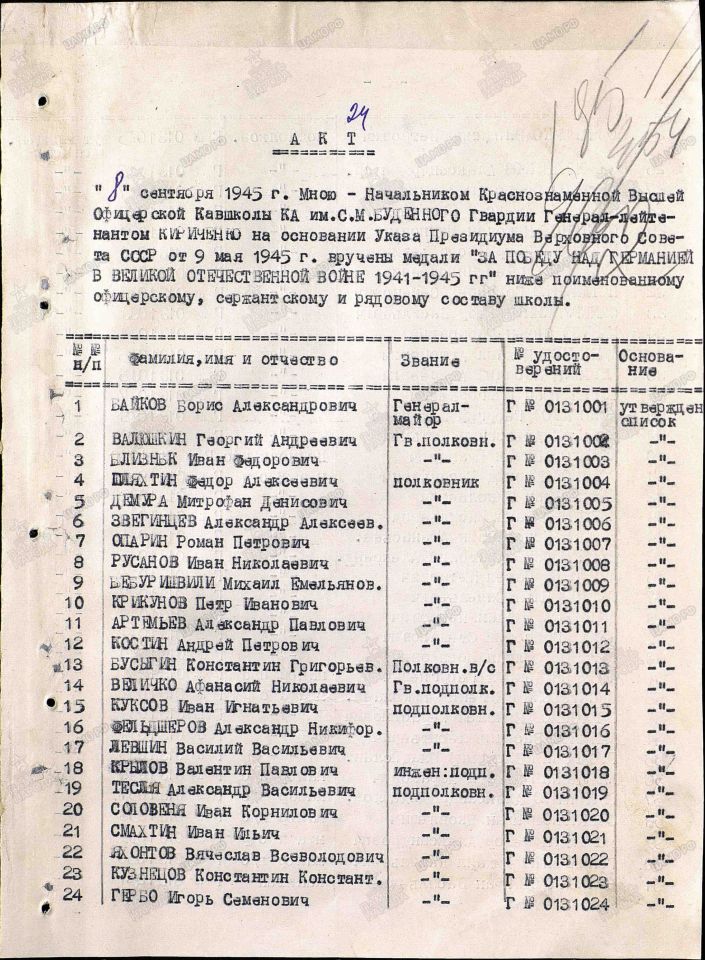 24
А К Т
"8" сентября 1945 г. Мною - Начальником Краснознаменной Высшей
Офицерской Кавшколы КА им.С.М.БУДЕННОГО Гвардии Генерал-лейте-
нантом КИРИЧЕНКО на основании Указа Президиума Верховного Сове-
та СССР от 9 мая 1945 г. вручены медали "ЗА ПОБЕДУ НАД ГЕРМАНИЕЙ
В ВЕЛИКОЙ ОТЕЧЕСТВЕННОЙ ВОЙНЕ 1941-1945 гг" ниже поименованному
офицерскому, сержантскому и рядовому составу школы.
№№ н/п Фамилия,имя и отчество Звание № удосто-верений Основа-ние
1 БАЙКОВ Борис Александрович Генерал-майор Г № 0131001 утвержден список
2 ВАЛЮШКИН Георгий Андреевич Гв.полковн. Г № 0131002 -"-
3 БЛИЗНЬК Иван Федорович -"- Г № 0131003 -"-
4 ПЛЯХТИН Федор Алексеевич полковник Г № 0131004 -"-
5 ДЕМУРА Митрофан Денисович -"- Г № 0131005 -"-
6 ЗВЕГИНЦЕВ Александр Алексеев. -"- Г № 0131006 -"-
7 ОПАРИН Роман Петрович -"- Г № 0131007 -"-
8 РУСАНОВ Иван Николаевич -"- Г № 0131008 -"-
9 БЕБУРИШВИЛИ Михаил Емельянов. -"- Г № 0131009 -"-
10 КРИКУНОВ Петр Иванович -"- Г № 0131010 -"-
11 АРТЕМЬЕВ Александр Павлович -"- Г № 0131011 -"-
12 КОСТИН Андрей Петрович -"- Г № 0131012 -"-
13 БУСЫГИН Константин Григорьев. Полковн.в/с Г № 0131013 -"-
14 ВЕЛИЧКО Афанасий Николаевич Гв.подполк. Г № 0131014 -"-
15 КУКСОВ Иван Игнатьевич подполковн. Г № 0131015 -"-
16 ФЕЛЬДШЕРОВ Александр Никифор. -"- Г № 0131016 -"-
17 ЛЕВШИН Василий Васильевич -"- Г № 0131017 -"-
18 КРЫЛОВ Валентин Павлович инжен:подп. Г № 0131018 -"-
19 ТЕСЛЯ Александр Васильевич подполковн. Г № 0131019 -"-
20 СОЛОВЕНЯ Иван Корнилович -"- Г № 0131020 -"-
21 СМАХТИН Иван Ильич -"- Г № 0131021 -"-
22 ЯХОНТОВ Вячеслав Всеволодович -"- Г № 0131022 -"-
23 КУЗНЕЦОВ Константин Констант. -"- Г № 0131023 -"-
24 ГЕРБО Игорь Семенович -"- Г № 0131024 -"-